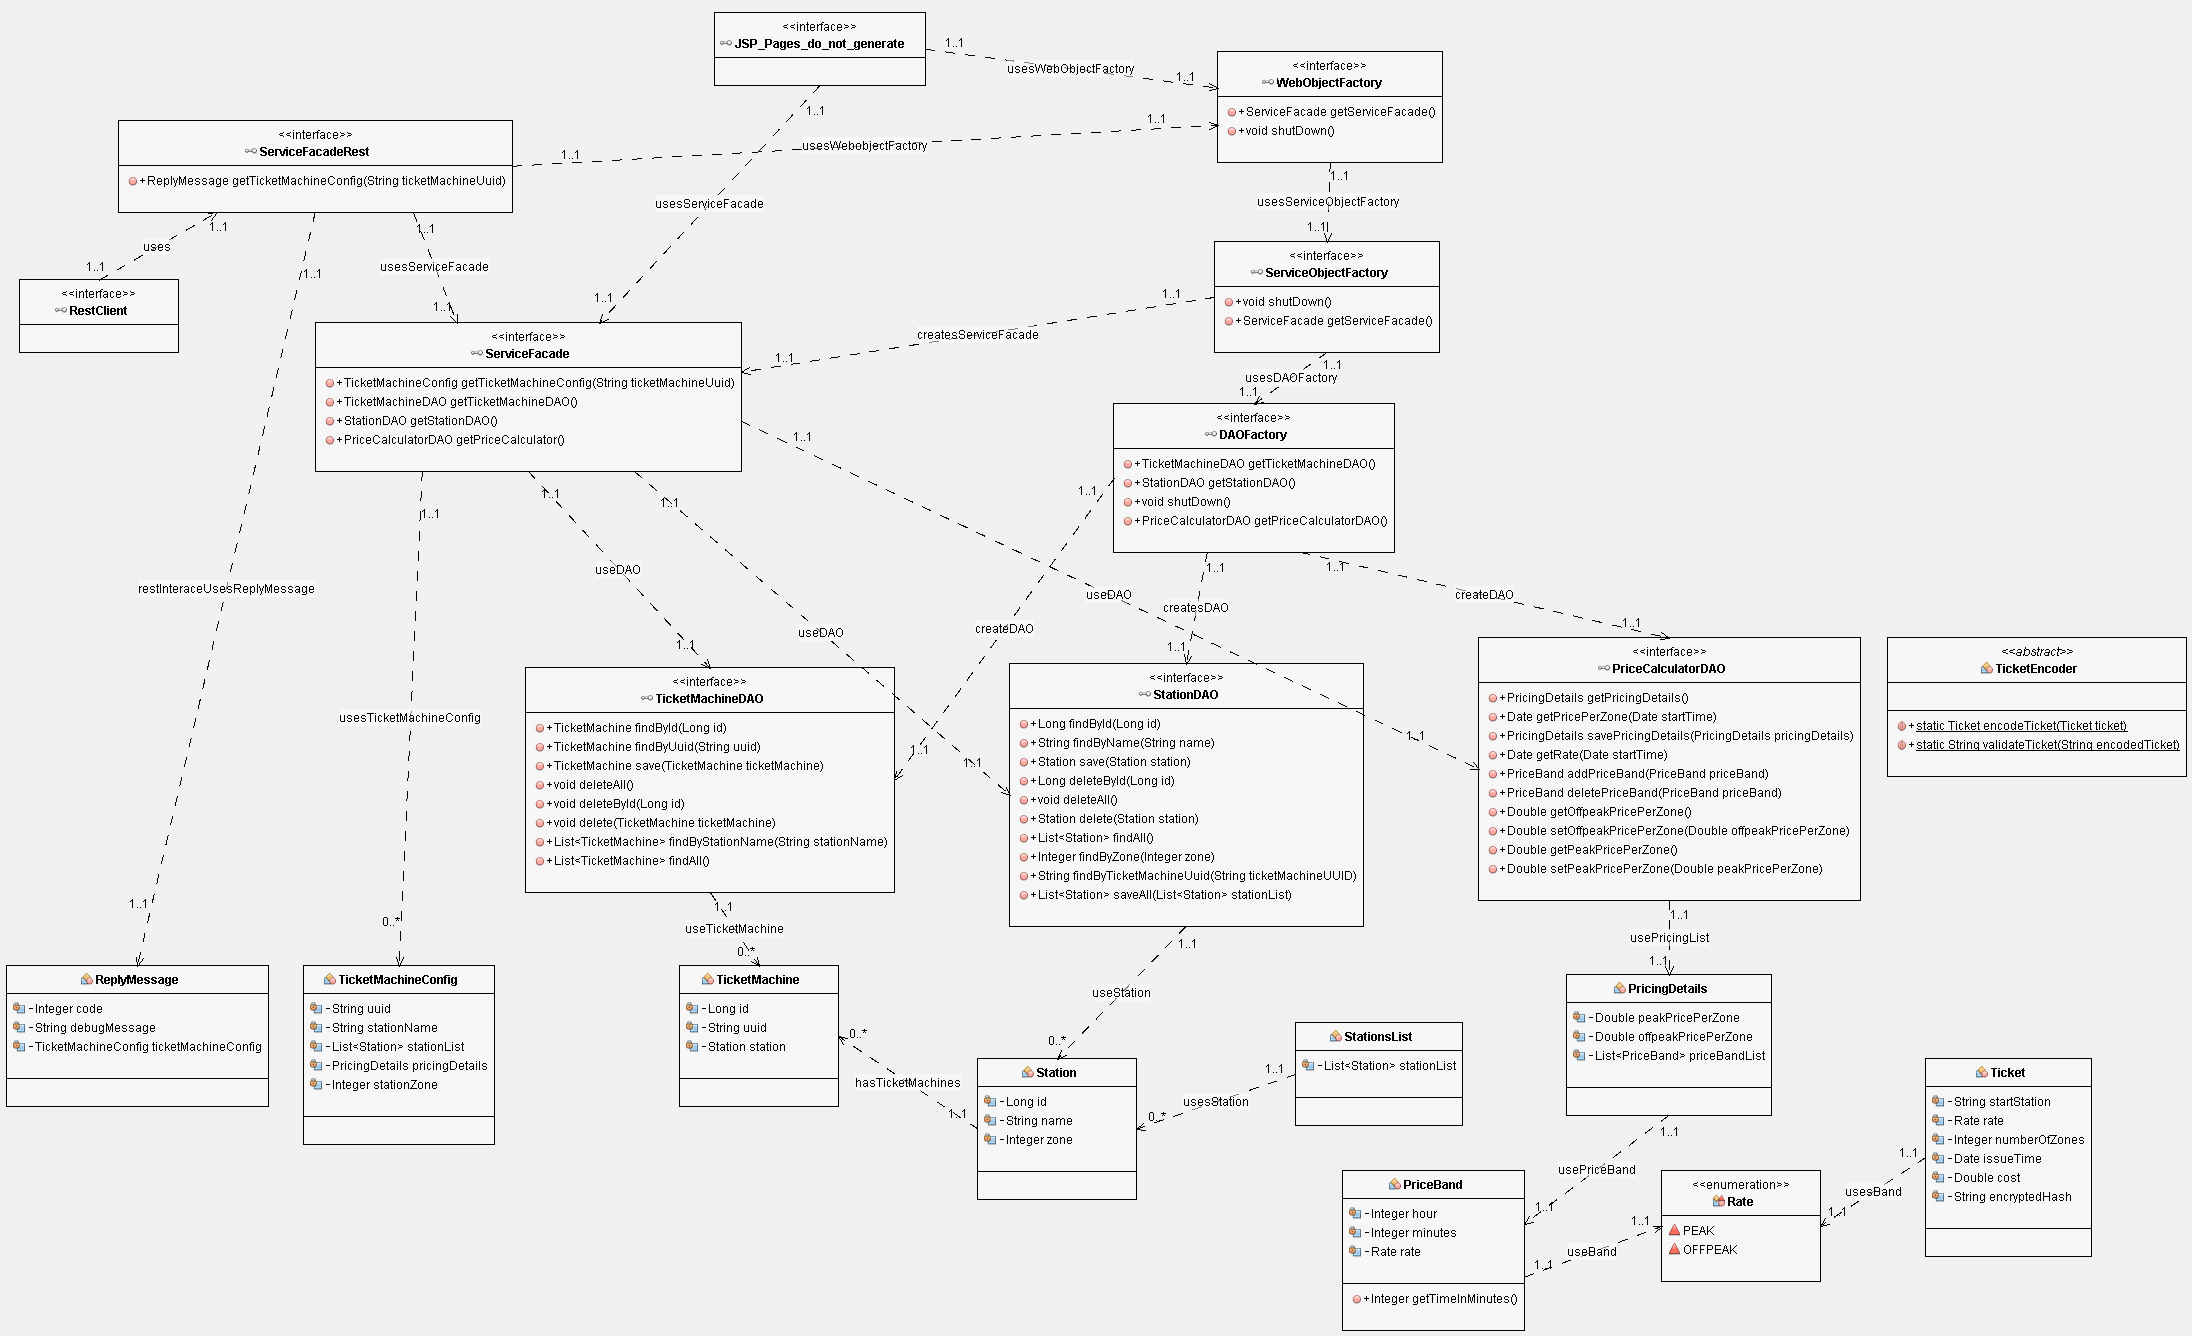 <<interface>>
JSP_Pages_do_not_generate
1..1
usesWebObjectFactory
1..1
<<interface>>
WebObjectFactory
+ServiceFacade getServiceFacade()
+void shutDown()
1..1
usesServiceFacade
1..1
<<interface>>
ServiceFacadeRest
+ReplyMessage getTicketMachineConfig(String ticketMachineUuid)
1..1
usesWebobjectFactory
1..1
1..1
usesServiceObjectFactory
1..1
1..1
uses
1..1
<<interface>>
RestClient
1..1
usesServiceFacade
1..1
1..1
restInteraceUsesReplyMessage
1..1
<<interface>>
ServiceObjectFactory
+void shutDown()
+ServiceFacade getServiceFacade()
1..1
createsServiceFacade
1..1
1..1
usesDAOFactory
1..1
<<interface>>
ServiceFacade
+TicketMachineConfig getTicketMachineConfig(String ticketMachineUuid)
+TicketMachineDAO getTicketMachineDAO()
+StationDAO getStationDAO()
+PriceCalculatorDAO getPriceCalculator()
<<interface>>
DAOFactory
+TicketMachineDAO getTicketMachineDAO()
+StationDAO getStationDAO()
+void shutDown()
+PriceCalculatorDAO getPriceCalculatorDAO()
1..1
usesTicketMachineConfig
0..*
1..1
useDAO
1..1
1..1
useDAO
1..1
1..1
useDAO
1..1
1..1
createDAO
1..1
1..1
createsDAO
1..1
1..1
createDAO
1..1
<<interface>>
TicketMachineDAO
+TicketMachine findById(Long id)
+TicketMachine findByUuid(String uuid)
+TicketMachine save(TicketMachine ticketMachine)
+void deleteAll()
+void deleteById(Long id)
+void delete(TicketMachine ticketMachine)
+List<TicketMachine> findByStationName(String stationName)
+List<TicketMachine> findAll()
<<interface>>
StationDAO
+Long findById(Long id)
+String findByName(String name)
+Station save(Station station)
+Long deleteById(Long id)
+void deleteAll()
+Station delete(Station station)
+List<Station> findAll()
+Integer findByZone(Integer zone)
+String findByTicketMachineUuid(String ticketMachineUUID)
+List<Station> saveAll(List<Station> stationList)
<<interface>>
PriceCalculatorDAO
+PricingDetails getPricingDetails()
+Date getPricePerZone(Date startTime)
+PricingDetails savePricingDetails(PricingDetails pricingDetails)
+Date getRate(Date startTime)
+PriceBand addPriceBand(PriceBand priceBand)
+PriceBand deletePriceBand(PriceBand priceBand)
+Double getOffpeakPricePerZone()
+Double setOffpeakPricePerZone(Double offpeakPricePerZone)
+Double getPeakPricePerZone()
+Double setPeakPricePerZone(Double peakPricePerZone)
<<abstract>>
TicketEncoder
+static Ticket encodeTicket(Ticket ticket)
+static String validateTicket(String encodedTicket)
1..1
useTicketMachine
0..*
1..1
useStation
0..*
1..1
usePricingList
1..1
ReplyMessage
-Integer code
-String debugMessage
-TicketMachineConfig ticketMachineConfig
TicketMachineConfig
-String uuid
-String stationName
-List<Station> stationList
-PricingDetails pricingDetails
-Integer stationZone
TicketMachine
-Long id
-String uuid
-Station station
0..*
hasTicketMachines
1..1
Station
-Long id
-String name
-Integer zone
StationsList
-List<Station> stationList
1..1
usesStation
0..*
PricingDetails
-Double peakPricePerZone
-Double offpeakPricePerZone
-List<PriceBand> priceBandList
1..1
usePriceBand
1..1
Ticket
-String startStation
-Rate rate
-Integer numberOfZones
-Date issueTime
-Double cost
-String encryptedHash
1..1
usesBand
1..1
PriceBand
-Integer hour
-Integer minutes
-Rate rate
+Integer getTimeInMinutes()
1..1
useBand
1..1
<<enumeration>>
Rate
PEAK
OFFPEAK